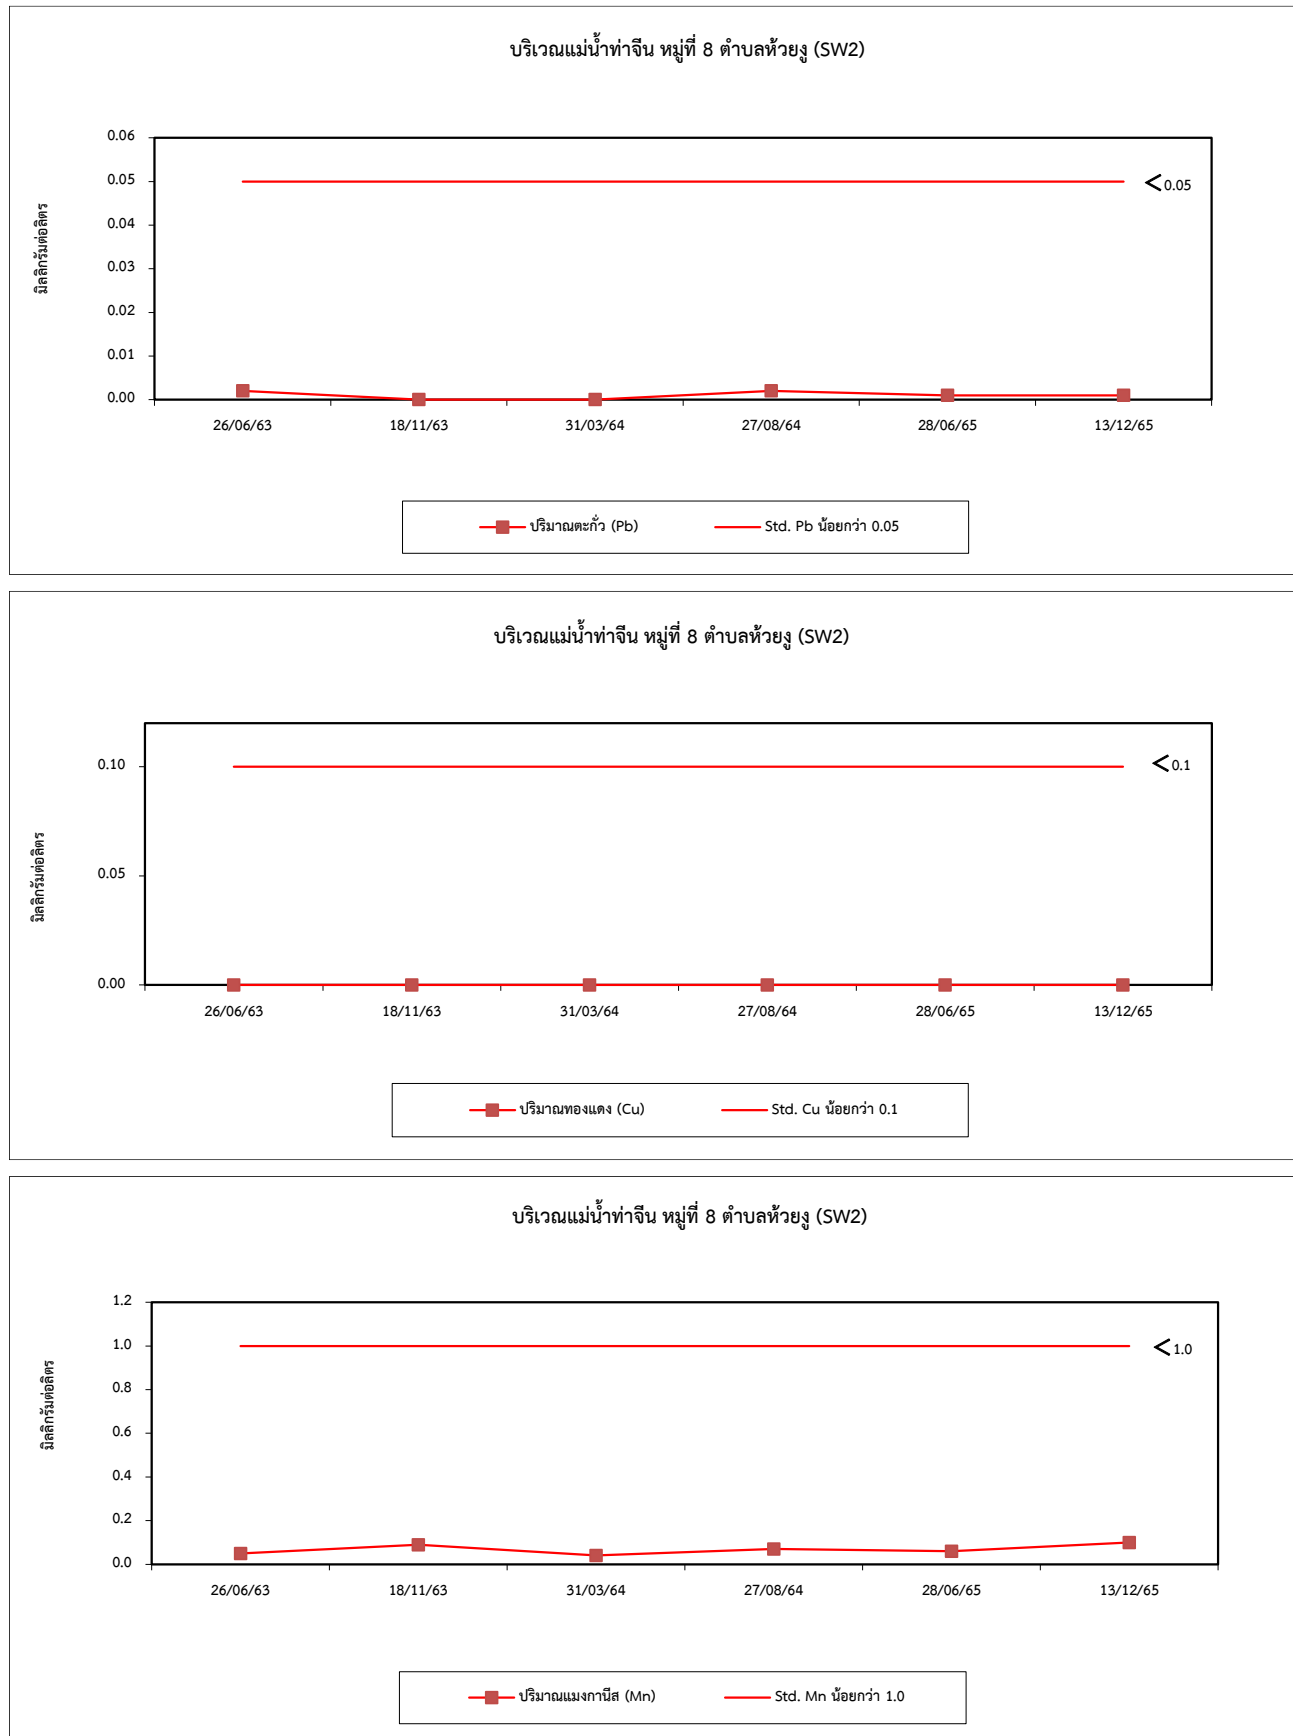 บริเวณแม่น้ำท่าจีน หมู่ที่ 8 ตำบลห้วยงู (SW2)
มิลลิกรัมต่อลิตร
0.06
0.05
0.04
0.03
0.02
0.01
0.00
<0.05
26/06/63 18/11/63 31/03/64 27/08/64 28/06/65 13/12/65
ปริมาณตะกั่ว (Pb) Std. Pb น้อยกว่า 0.05
บริเวณแม่น้ำท่าจีน หมู่ที่ 8 ตำบลห้วยงู (SW2)
มิลลิกรัมต่อลิตร
0.10
0.05
0.00
<0.1
26/06/63 18/11/63 31/03/64 27/08/64 28/06/65 13/12/65
ปริมาณทองแดง (Cu) Std. Cu น้อยกว่า 0.1
บริเวณแม่น้ำท่าจีน หมู่ที่ 8 ตำบลห้วยงู (SW2)
มิลลิกรัมต่อลิตร
1.2
1.0
0.8
0.6
0.4
0.2
0.0
<1.0
26/06/63 18/11/63 31/03/64 27/08/64 28/06/65 13/12/65
ปริมาณแมงกานีส (Mn) Std. Mn น้อยกว่า 1.0